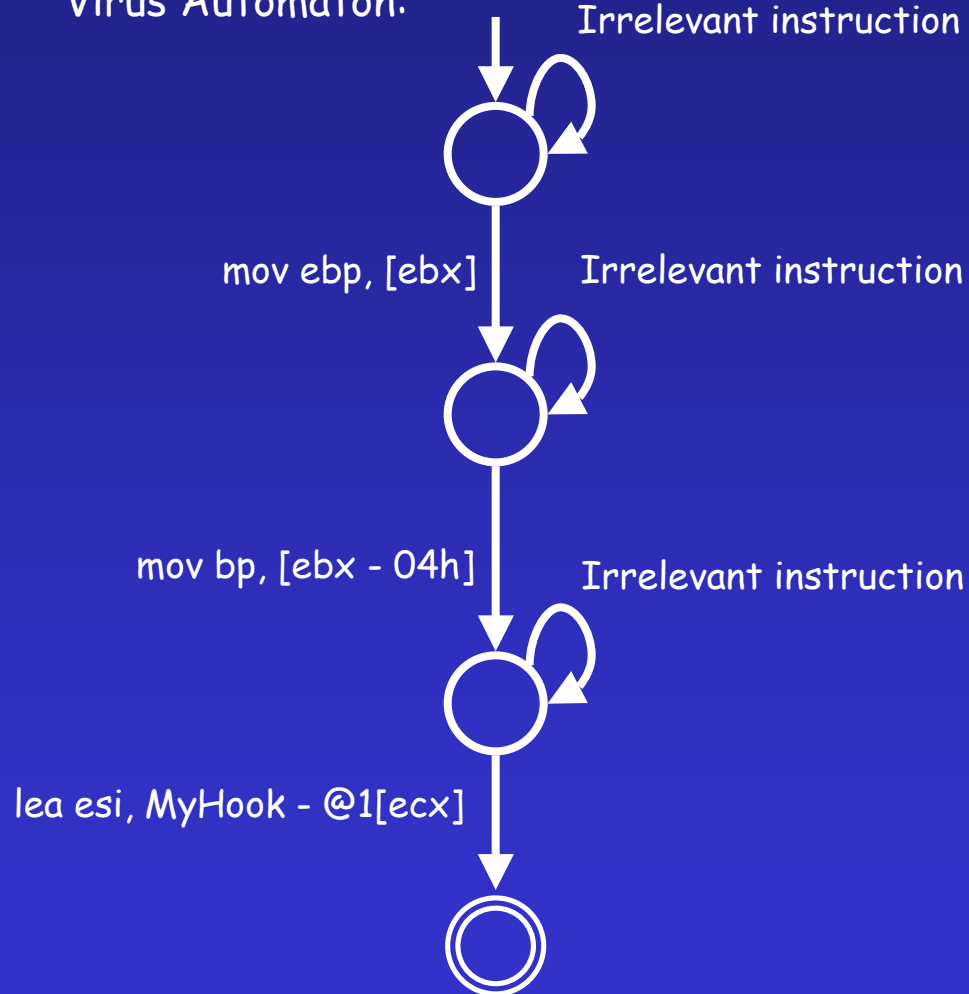 Virus Automaton:
Irrelevant instruction
mov ebp, [ebx]
Irrelevant instruction
mov bp, [ebx - 04h]
Irrelevant instruction
lea esi, MyHook - @1[ecx]